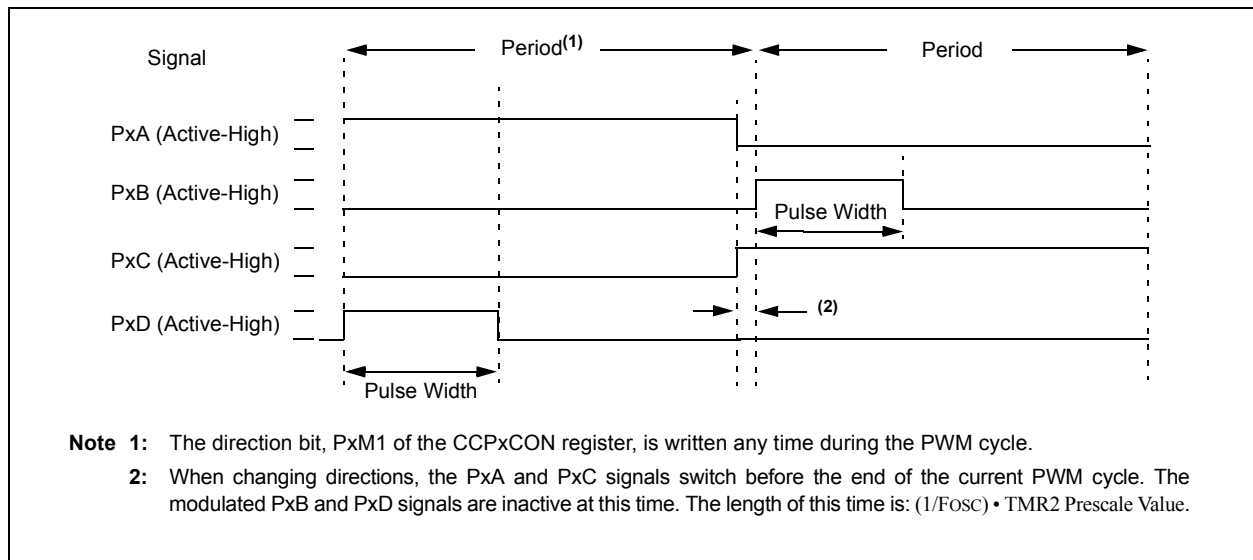 Signal
Period(1)
Period
PxA (Active-High)
PxB (Active-High)
Pulse Width
PxC (Active-High)
(2)
PxD (Active-High)
Pulse Width
Note 1: The direction bit, PxM1 of the CCPxCON register, is written any time during the PWM cycle.
2: When changing directions, the PxA and PxC signals switch before the end of the current PWM cycle. The
modulated PxB and PxD signals are inactive at this time. The length of this time is: (1/FOSC) • TMR2 Prescale Value.